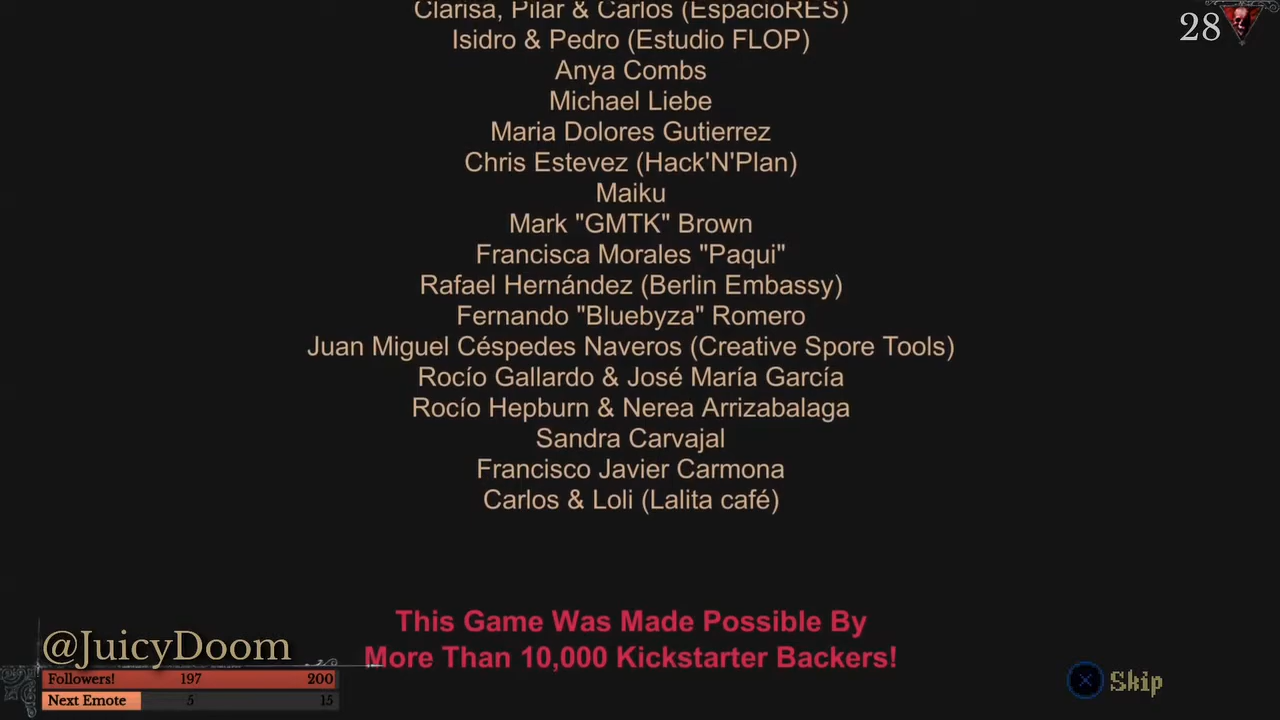 Clarisa, Pilar & Carlos (EspacioRES)
28
Isidro & Pedro (Estudio FLOP)
Anya Combs
Michael Liebe
Maria Dolores Gutierrez
Chris Estevez (Hack'N'Plan)
Maiku
Mark "GMTK" Brown
Francisca Morales "Paqui"
Rafael Hernández (Berlin Embassy)
Fernando "Bluebyza" Romero
Juan Miguel Céspedes Naveros (Creative Spore Tools)
Rocío Gallardo & José María García
Rocío Hepburn & Nerea Arrizabalaga
Sandra Carvajal
Francisco Javier Carmona
Carlos & Loli (Lalita café)
This Game Was Made Possible By
More Than 10,000 Kickstarter Backers!
@JuicyDoom
Followers! 197 200
Next Emote 5 15
Skip